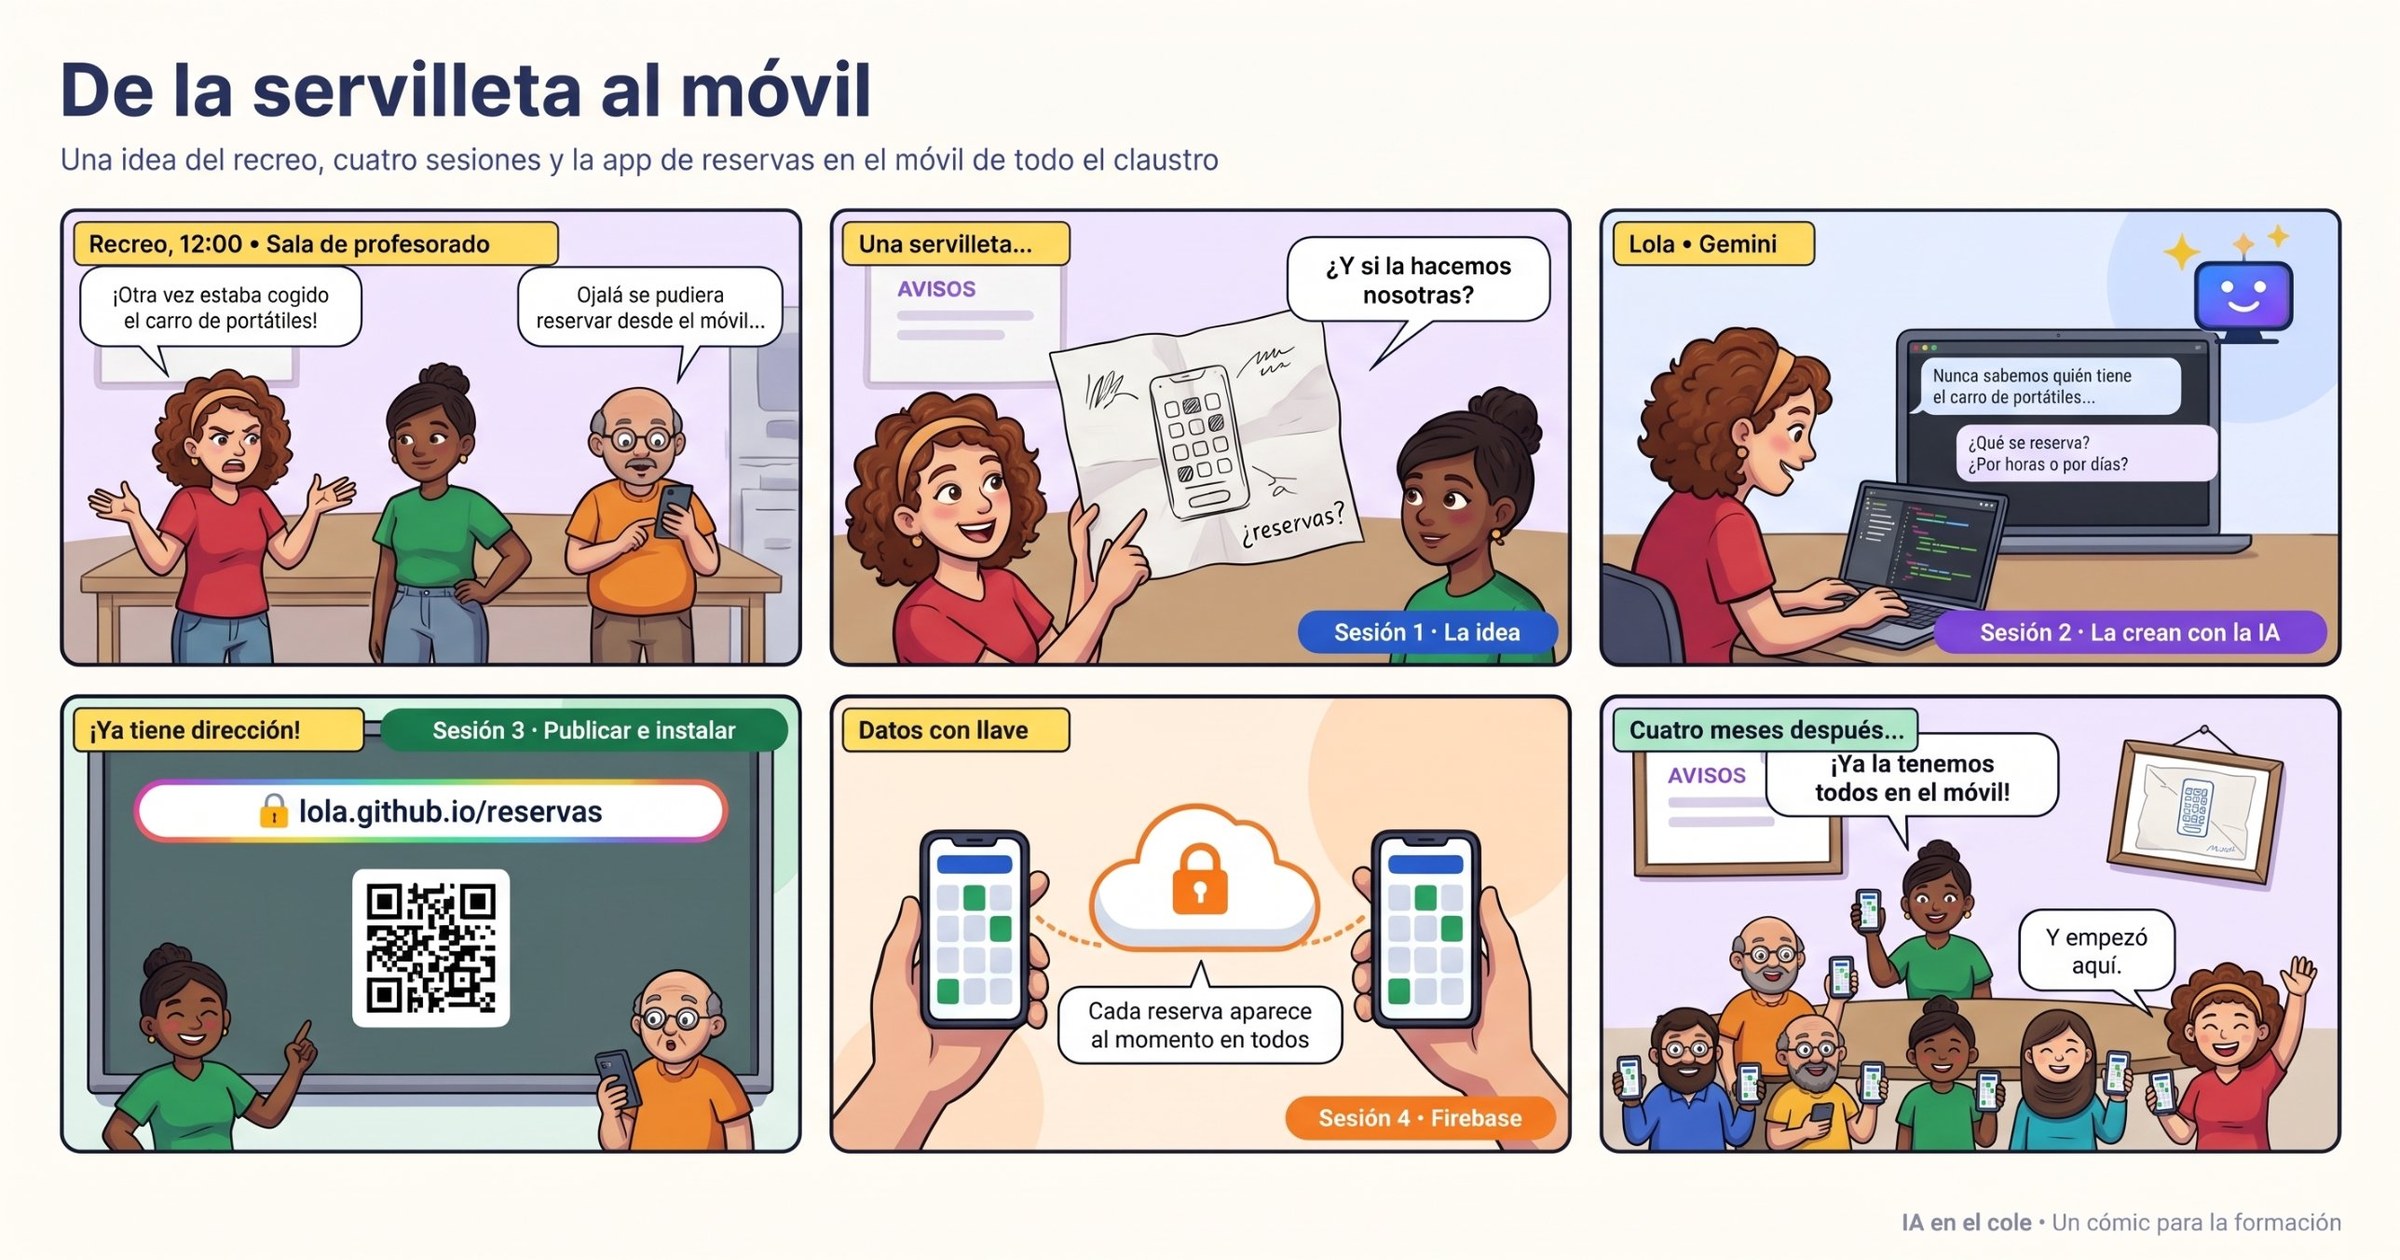 De la servilleta al móvil
Una idea del recreo, cuatro sesiones y la app de reservas en el móvil de todo el claustro
Recreo, 12:00 • Sala de profesorado
¡Otra vez estaba cogido
el carro de portátiles!
Ojalá se pudiera
reservar desde el móvil...
Una servilleta...
AVISOS
¿Y si la hacemos
nosotras?
¿reservas?
Sesión 1 · La idea
Lola • Gemini
Nunca sabemos quién tiene
el carro de portátiles...
¿Qué se reserva?
¿Por horas o por días?
Sesión 2 · La crean con la IA
¡Ya tiene dirección!
Sesión 3 · Publicar e instalar
lola.github.io/reservas
Datos con llave
Cada reserva aparece
al momento en todos
Sesión 4 · Firebase
Cuatro meses después...
AVISOS
¡Ya la tenemos
todos en el móvil!
Y empezó
aquí.
IA en el cole • Un cómic para la formación